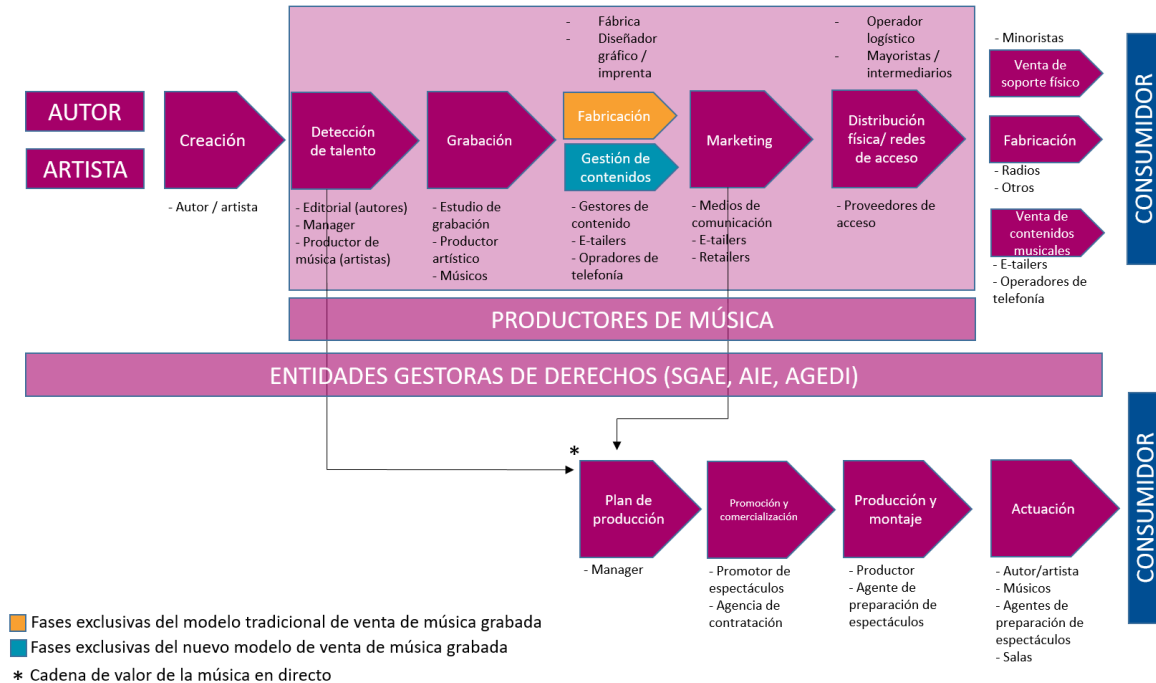 AUTOR
ARTISTA
Creación
- Autor / artista
Detección
de talento
- Editorial (autores)
- Manager
- Productor de
música (artistas)
Grabación
- Estudio de
grabación
- Productor
artístico
- Músicos
- Fábrica
- Diseñador
gráfico /
imprenta
Fabricación
Gestión de
contenidos
- Gestores de
contenido
- E-tailers
- Opradores de
telefonía
Marketing
- Medios de
comunicación
- E-tailers
- Retailers
- Operador
logístico
- Mayoristas /
intermediarios
Distribución
física/ redes
de acceso
- Proveedores de
acceso
- Minoristas
Venta de
soporte físico
Fabricación
- Radios
- Otros
Venta de
contenidos
musicales
- E-tailers
- Operadores de
telefonía
CONSUMIDOR
PRODUCTORES DE MÚSICA
ENTIDADES GESTORAS DE DERECHOS (SGAE, AIE, AGEDI)
*
Plan de
producción
- Manager
Promoción y
comercialización
- Promotor de
espectáculos
- Agencia de
contratación
Producción y
montaje
- Productor
- Agente de
preparación de
espectáculos
Actuación
- Autor/artista
- Músicos
- Agentes de
preparación de
espectáculos
- Salas
CONSUMIDOR
Fases exclusivas del modelo tradicional de venta de música grabada
Fases exclusivas del nuevo modelo de venta de música grabada
* Cadena de valor de la música en directo